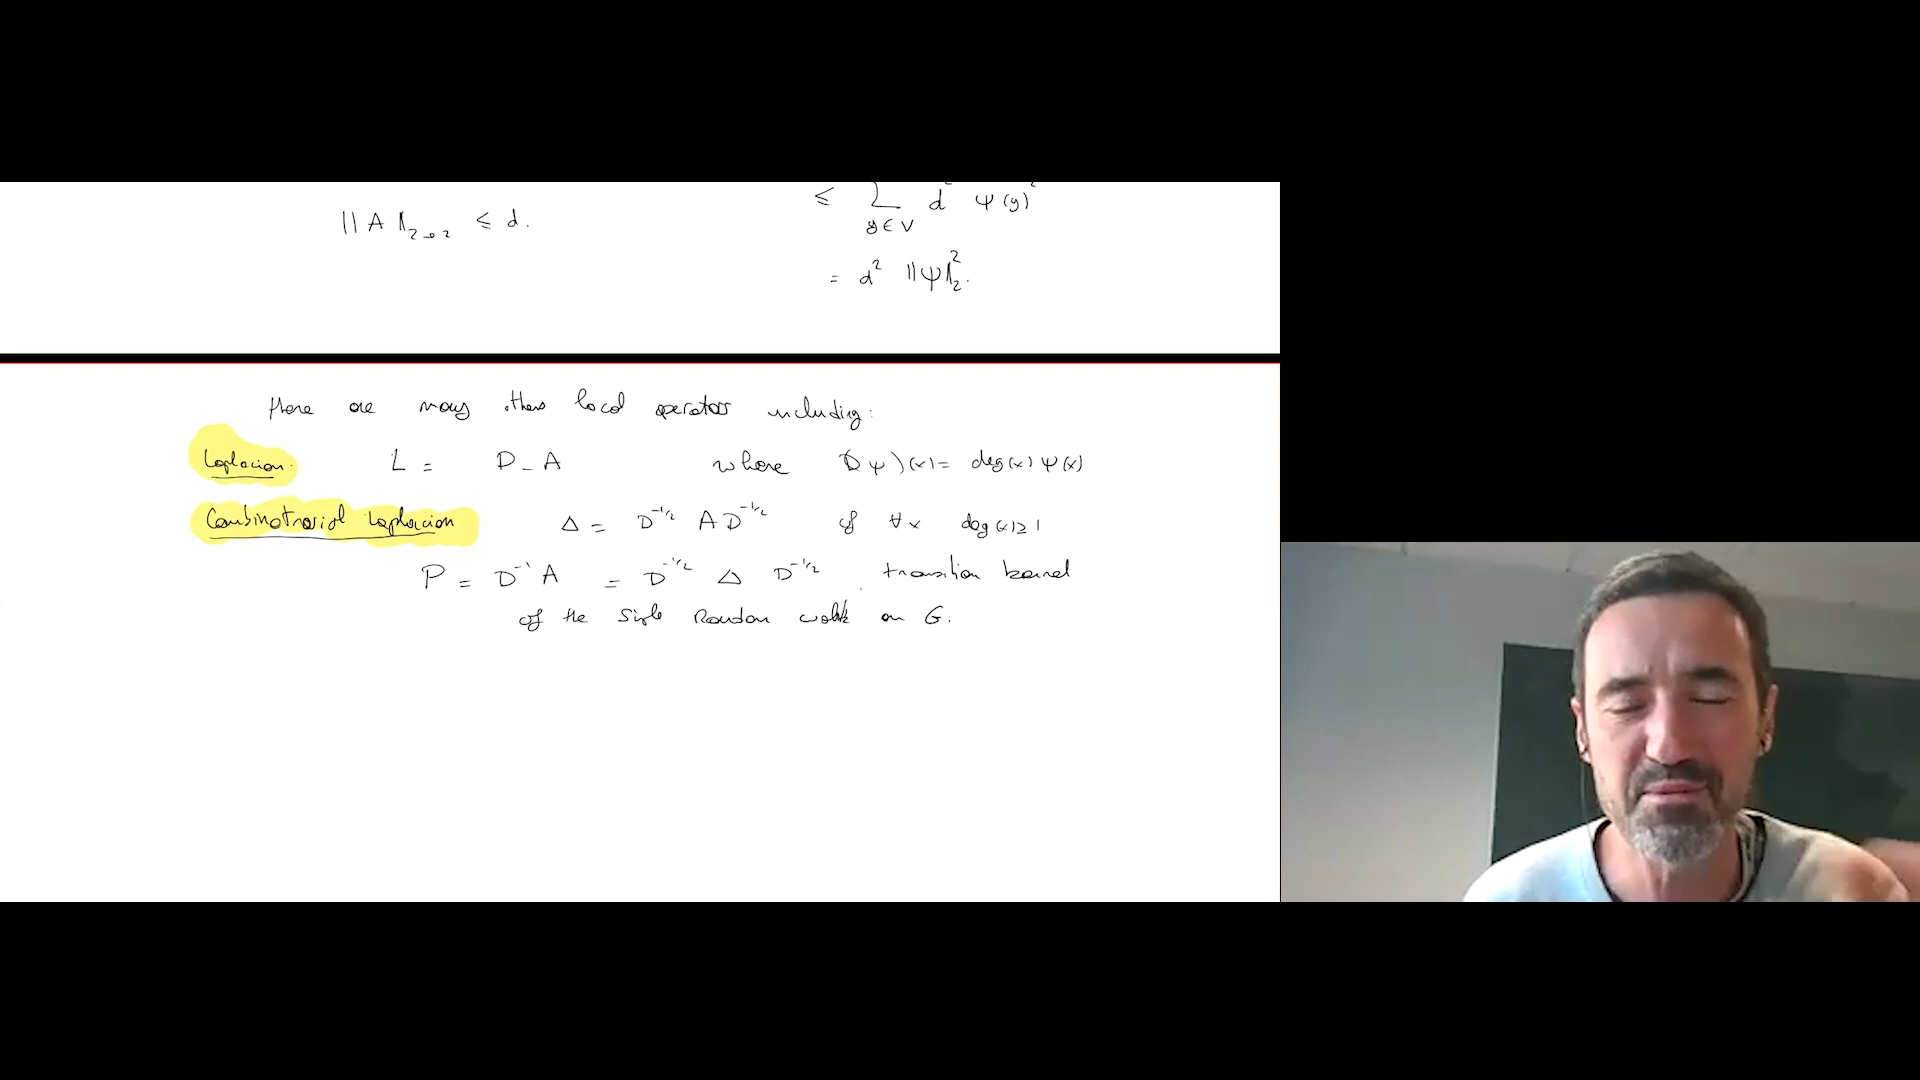 ≤ Σ_{y∈V} d² ψ(y)²
||A||_{2→2} ≤ d.
= d² ||ψ||₂².
there are many others local operators including:
Laplacian. L = D - A where (Dψ)(x) = deg(x) ψ(x)
Combinatorial Laplacian Δ = D^{-1/2} A D^{-1/2} if ∀x deg(x) ≥ 1
P = D^{-1} A = D^{-1/2} Δ D^{-1/2}. transition kernel
of the simple Random walk on G.